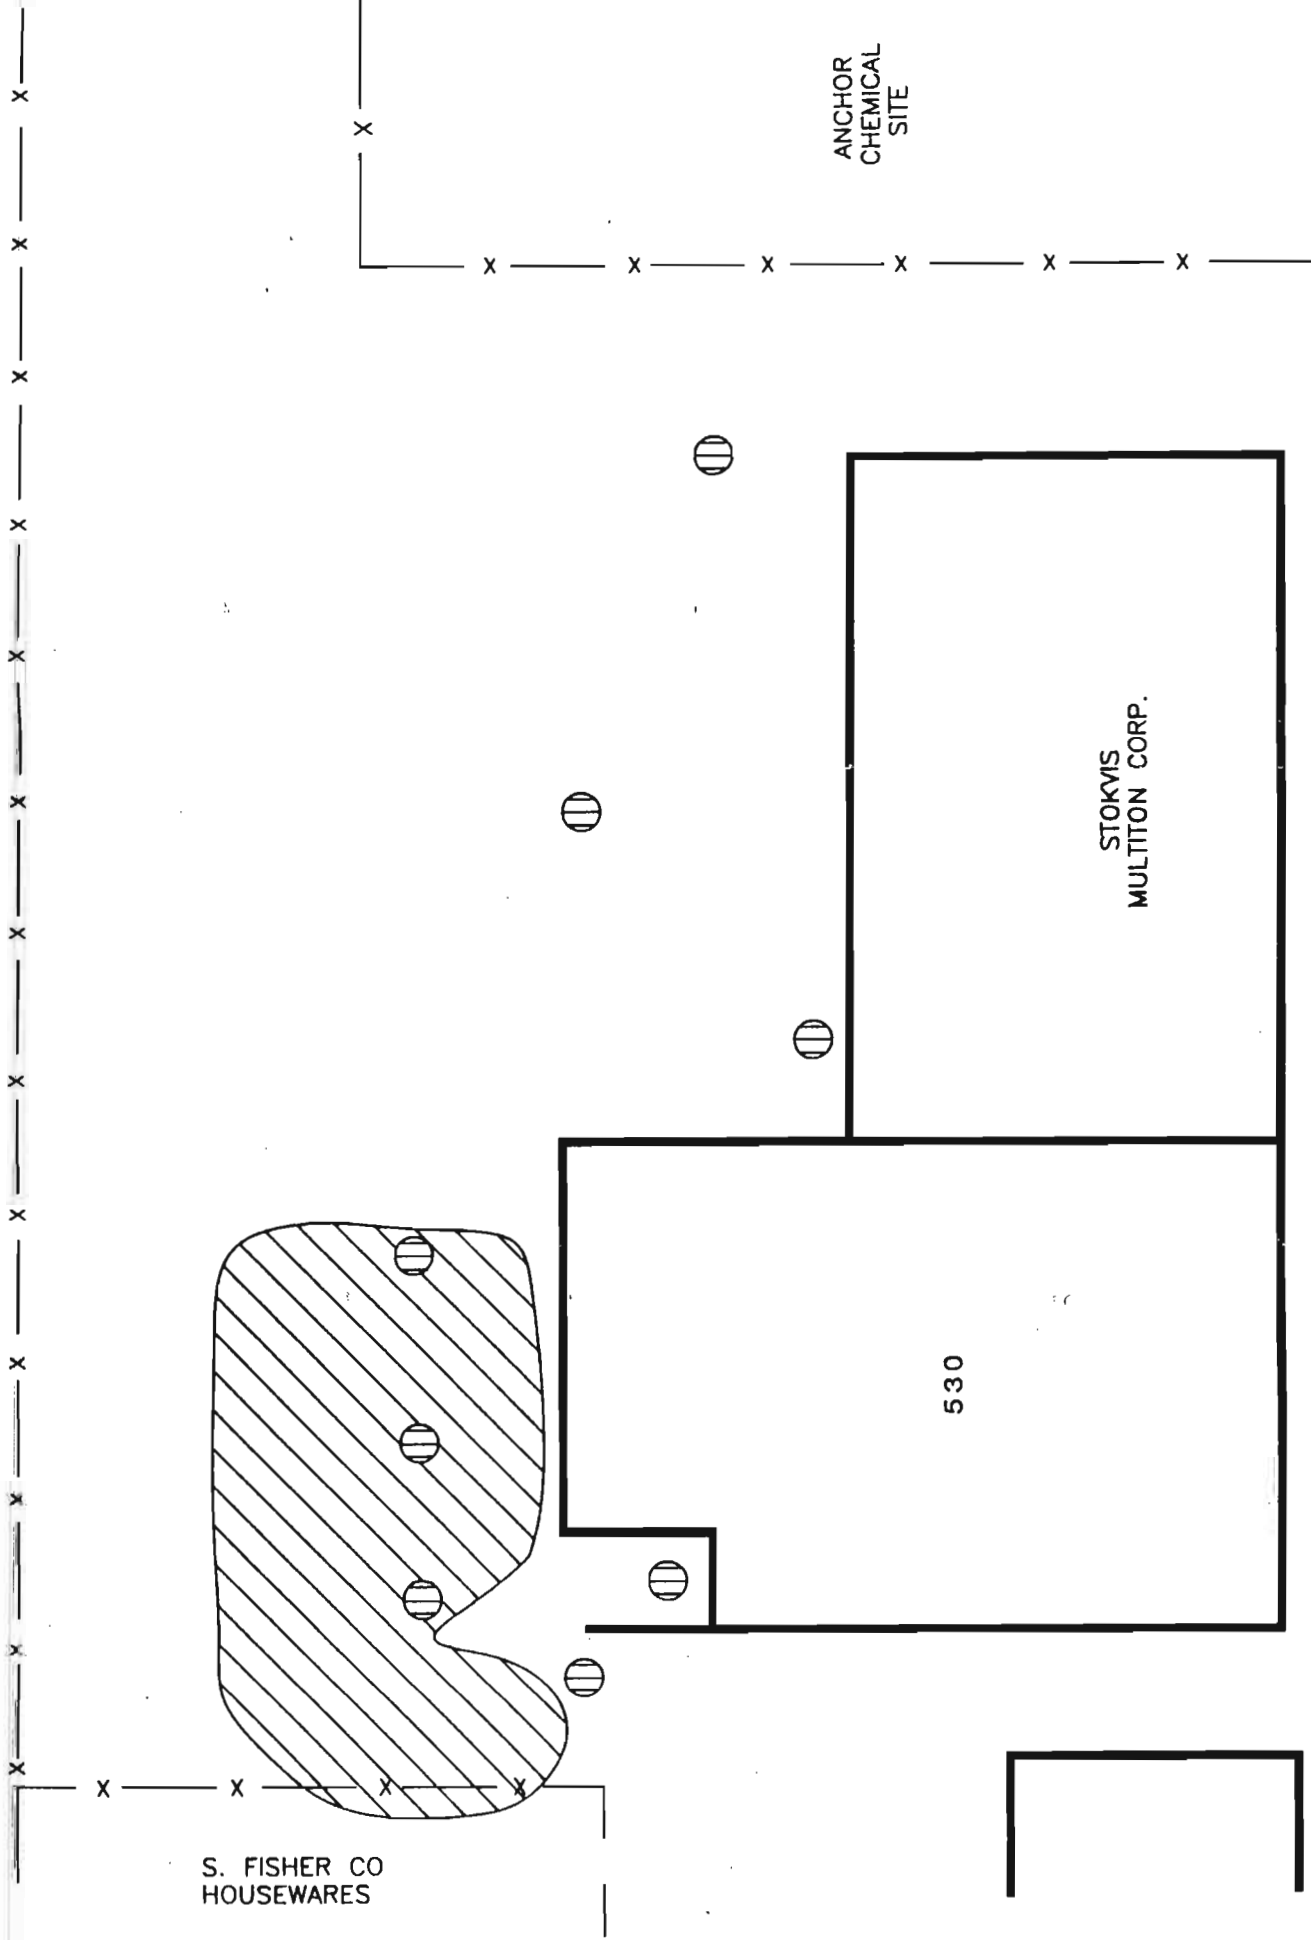 ANCHOR
CHEMICAL
SITE
STOKVIS
MULTITON CORP.
530
S. FISHER CO
HOUSEWARES